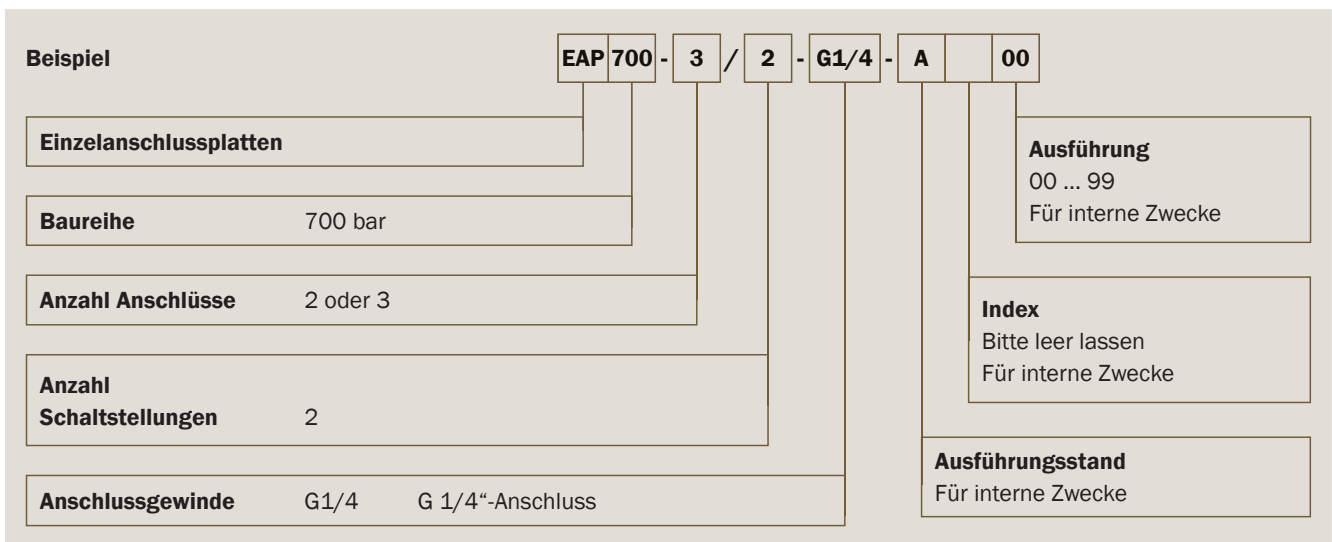 Beispiel EAP 700 - 3 / 2 - G1/4 - A 00
Einzelanschlussplatten
Baureihe 700 bar
Anzahl Anschlüsse 2 oder 3
Anzahl
Schaltstellungen 2
Anschlussgewinde G1/4 G 1/4“-Anschluss
Ausführung
00 ... 99
Für interne Zwecke
Index
Bitte leer lassen
Für interne Zwecke
Ausführungsstand
Für interne Zwecke